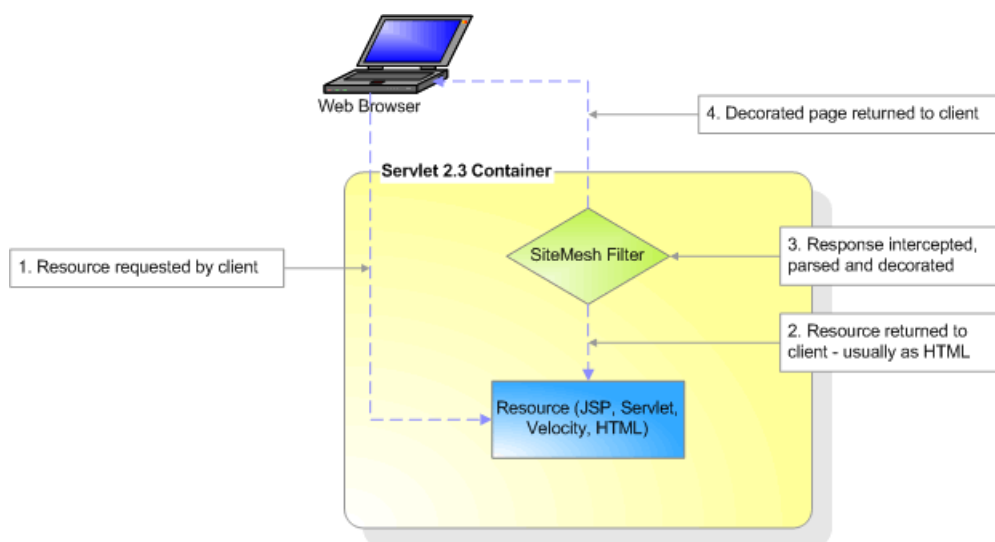 Web Browser
4. Decorated page returned to client
Servlet 2.3 Container
SiteMesh Filter
3. Response intercepted,
parsed and decorated
1. Resource requested by client
2. Resource returned to
client - usually as HTML
Resource (JSP, Servlet,
Velocity, HTML)